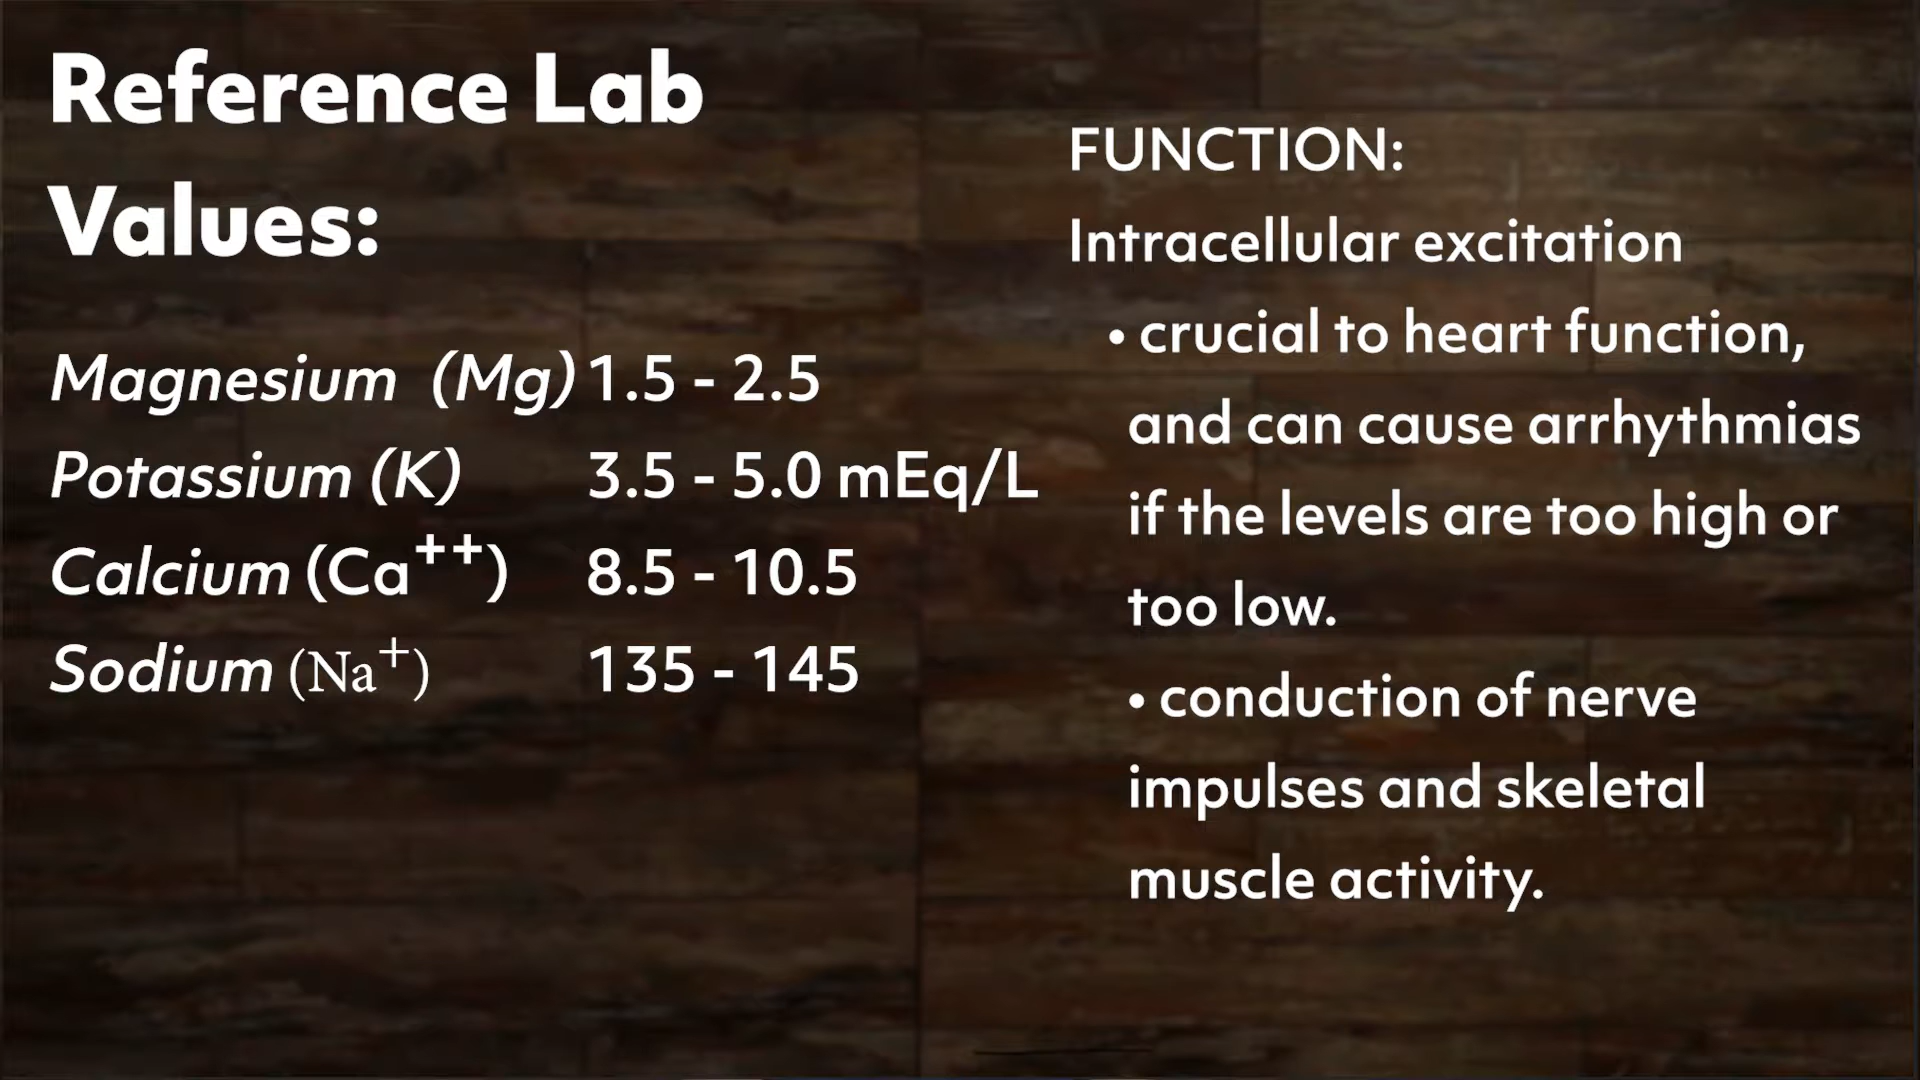 Reference Lab
Values:
Magnesium (Mg) 1.5 - 2.5
Potassium (K) 3.5 - 5.0 mEq/L
Calcium (Ca⁺⁺) 8.5 - 10.5
Sodium (Na⁺) 135 - 145
FUNCTION:
Intracellular excitation
• crucial to heart function,
and can cause arrhythmias
if the levels are too high or
too low.
• conduction of nerve
impulses and skeletal
muscle activity.